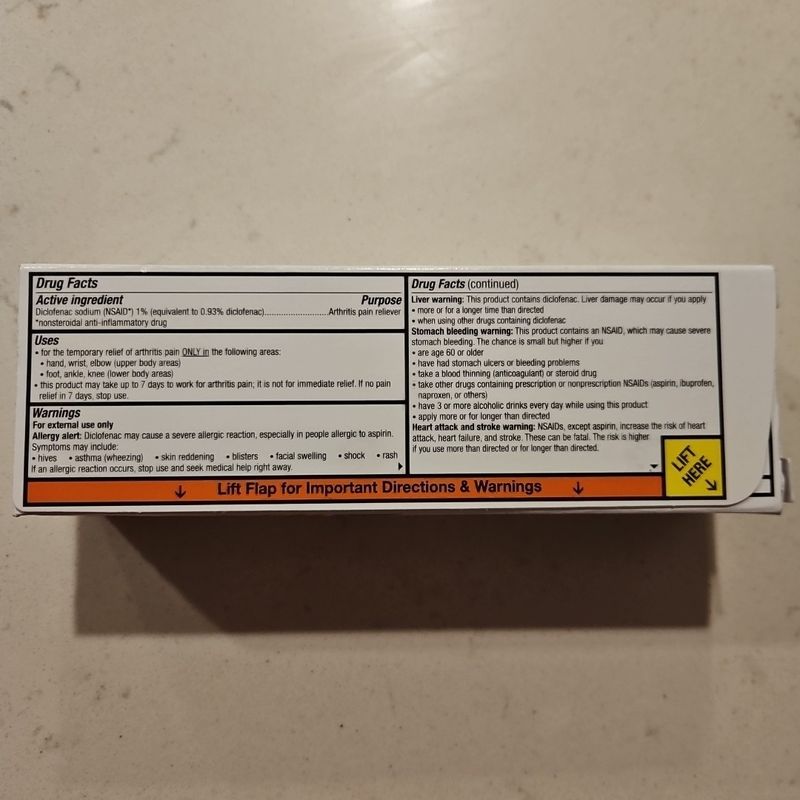 Drug Facts
Active ingredient Purpose
Diclofenac sodium (NSAID*) 1% (equivalent to 0.93% diclofenac)............................Arthritis pain reliever
*nonsteroidal anti-inflammatory drug
Uses
• for the temporary relief of arthritis pain ONLY in the following areas:
• hand, wrist, elbow (upper body areas)
• foot, ankle, knee (lower body areas)
• this product may take up to 7 days to work for arthritis pain; it is not for immediate relief. If no pain
relief in 7 days, stop use.
Warnings
For external use only
Allergy alert: Diclofenac may cause a severe allergic reaction, especially in people allergic to aspirin.
Symptoms may include:
• hives • asthma (wheezing) • skin reddening • blisters • facial swelling • shock • rash
If an allergic reaction occurs, stop use and seek medical help right away.
Drug Facts (continued)
Liver warning: This product contains diclofenac. Liver damage may occur if you apply
• more or for a longer time than directed
• when using other drugs containing diclofenac
Stomach bleeding warning: This product contains an NSAID, which may cause severe
stomach bleeding. The chance is small but higher if you
• are age 60 or older
• have had stomach ulcers or bleeding problems
• take a blood thinning (anticoagulant) or steroid drug
• take other drugs containing prescription or nonprescription NSAIDs (aspirin, ibuprofen,
naproxen, or others)
• have 3 or more alcoholic drinks every day while using this product
• apply more or for longer than directed
Heart attack and stroke warning: NSAIDs, except aspirin, increase the risk of heart
attack, heart failure, and stroke. These can be fatal. The risk is higher
if you use more than directed or for longer than directed.
LIFT
HERE
Lift Flap for Important Directions & Warnings